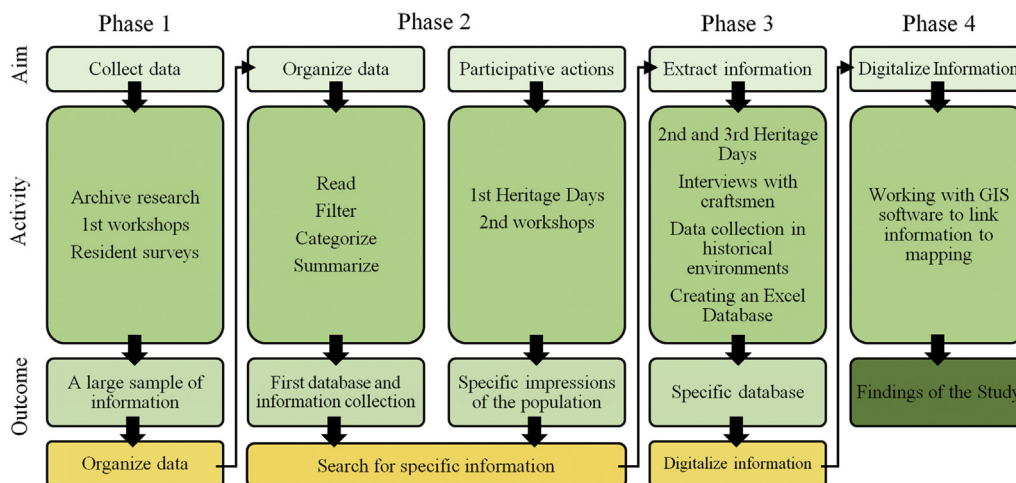 Phase 1
Phase 2
Phase 3
Phase 4
Aim
Collect data
Organize data
Participative actions
Extract information
Digitalize Information
Activity
Archive research
1st workshops
Resident surveys
Read
Filter
Categorize
Summarize
1st Heritage Days
2nd workshops
2nd and 3rd Heritage
Days
Interviews with
craftsmen
Data collection in
historical
environments
Creating an Excel
Database
Working with GIS
software to link
information to
mapping
Outcome
A large sample of
information
First database and
information collection
Specific impressions
of the population
Specific database
Findings of the Study
Organize data
Search for specific information
Digitalize information